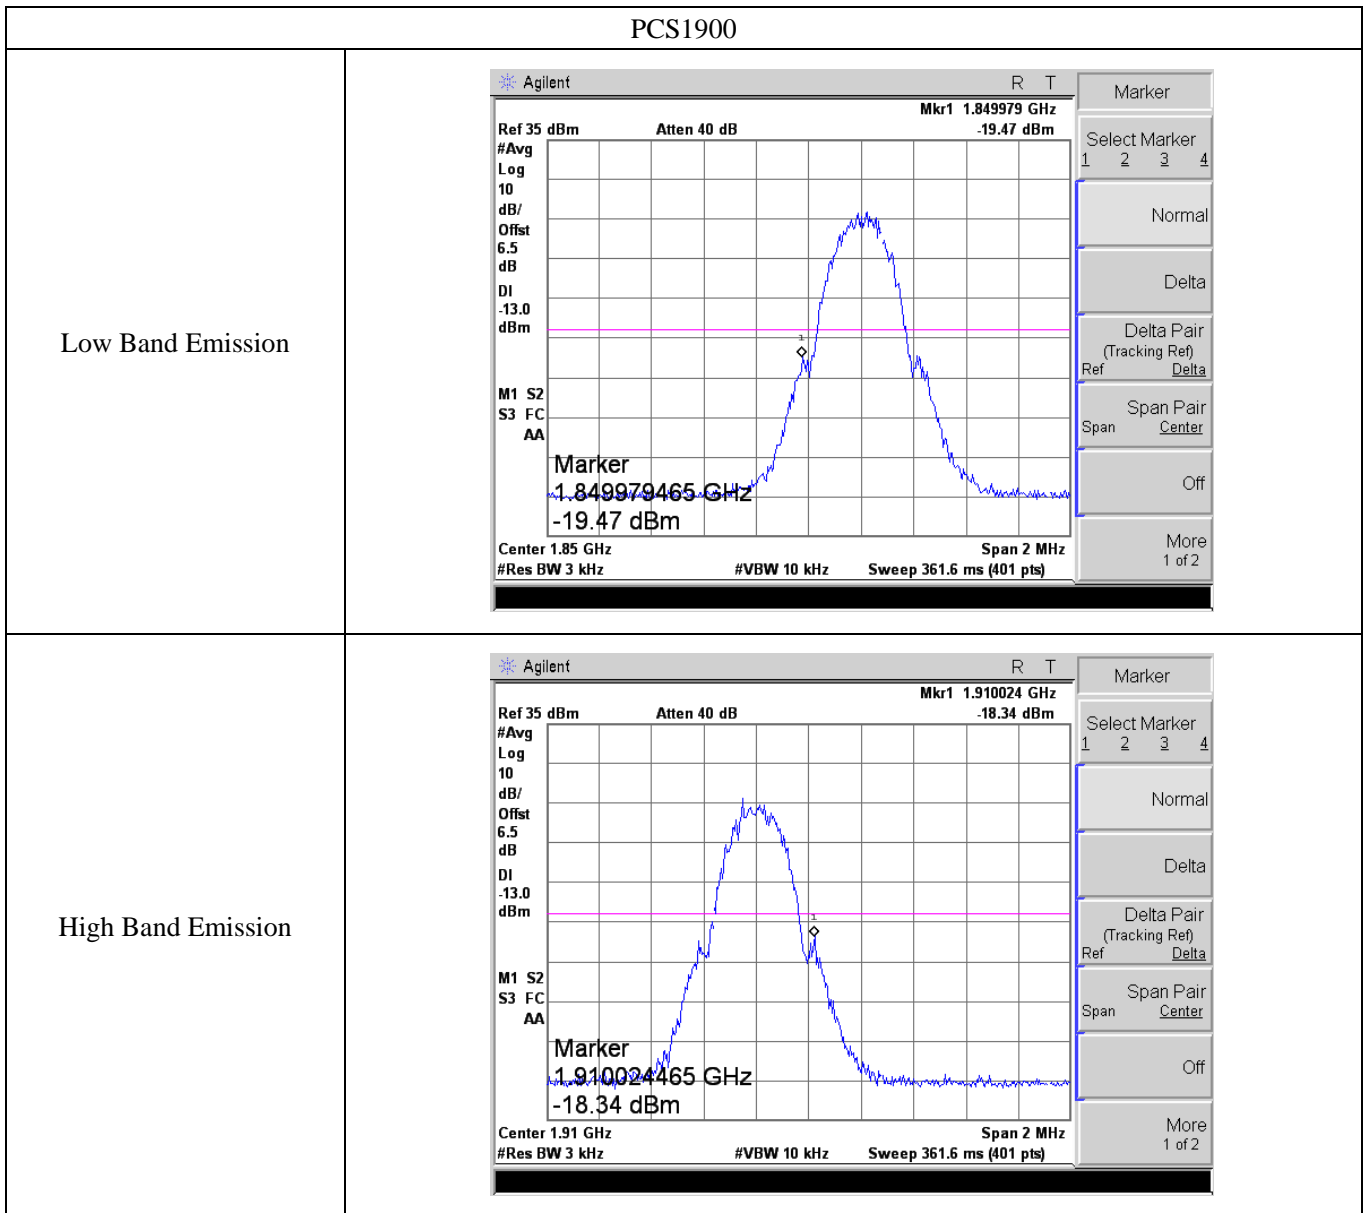 PCS1900
Low Band Emission
Agilent R T
Mkr1 1.849979 GHz
Ref 35 dBm Atten 40 dB -19.47 dBm
#Avg
Log
10
dB/
Offst
6.5
dB
DI
-13.0
dBm
1
M1 S2
S3 FC
AA
Marker
1.849979465 GHz
-19.47 dBm
Center 1.85 GHz Span 2 MHz
#Res BW 3 kHz #VBW 10 kHz Sweep 361.6 ms (401 pts)
Marker
Select Marker
1 2 3 4
Normal
Delta
Delta Pair
(Tracking Ref)
Ref Delta
Span Pair
Span Center
Off
More
1 of 2
High Band Emission
Agilent R T
Mkr1 1.910024 GHz
Ref 35 dBm Atten 40 dB -18.34 dBm
#Avg
Log
10
dB/
Offst
6.5
dB
DI
-13.0
dBm
1
M1 S2
S3 FC
AA
Marker
1.910024465 GHz
-18.34 dBm
Center 1.91 GHz Span 2 MHz
#Res BW 3 kHz #VBW 10 kHz Sweep 361.6 ms (401 pts)
Marker
Select Marker
1 2 3 4
Normal
Delta
Delta Pair
(Tracking Ref)
Ref Delta
Span Pair
Span Center
Off
More
1 of 2